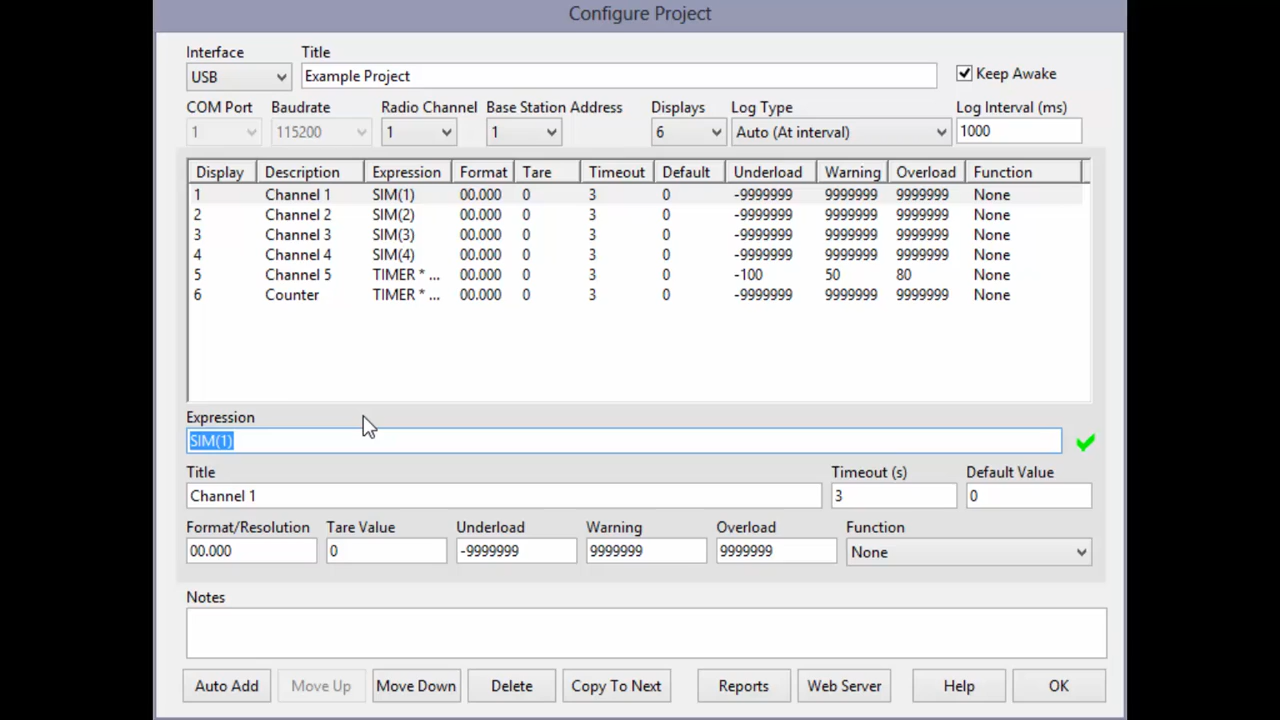 Configure Project
Interface Title
USB Example Project Keep Awake
COM Port Baudrate Radio Channel Base Station Address Displays Log Type Log Interval (ms)
1 115200 1 1 6 Auto (At interval) 1000
Display Description Expression Format Tare Timeout Default Underload Warning Overload Function
1 Channel 1 SIM(1) 00.000 0 3 0 -9999999 9999999 9999999 None
2 Channel 2 SIM(2) 00.000 0 3 0 -9999999 9999999 9999999 None
3 Channel 3 SIM(3) 00.000 0 3 0 -9999999 9999999 9999999 None
4 Channel 4 SIM(4) 00.000 0 3 0 -9999999 9999999 9999999 None
5 Channel 5 TIMER * ... 00.000 0 3 0 -100 50 80 None
6 Counter TIMER * ... 00.000 0 3 0 -9999999 9999999 9999999 None
Expression
SIM(1)
Title Timeout (s) Default Value
Channel 1 3 0
Format/Resolution Tare Value Underload Warning Overload Function
00.000 0 -9999999 9999999 9999999 None
Notes
Auto Add Move Up Move Down Delete Copy To Next Reports Web Server Help OK